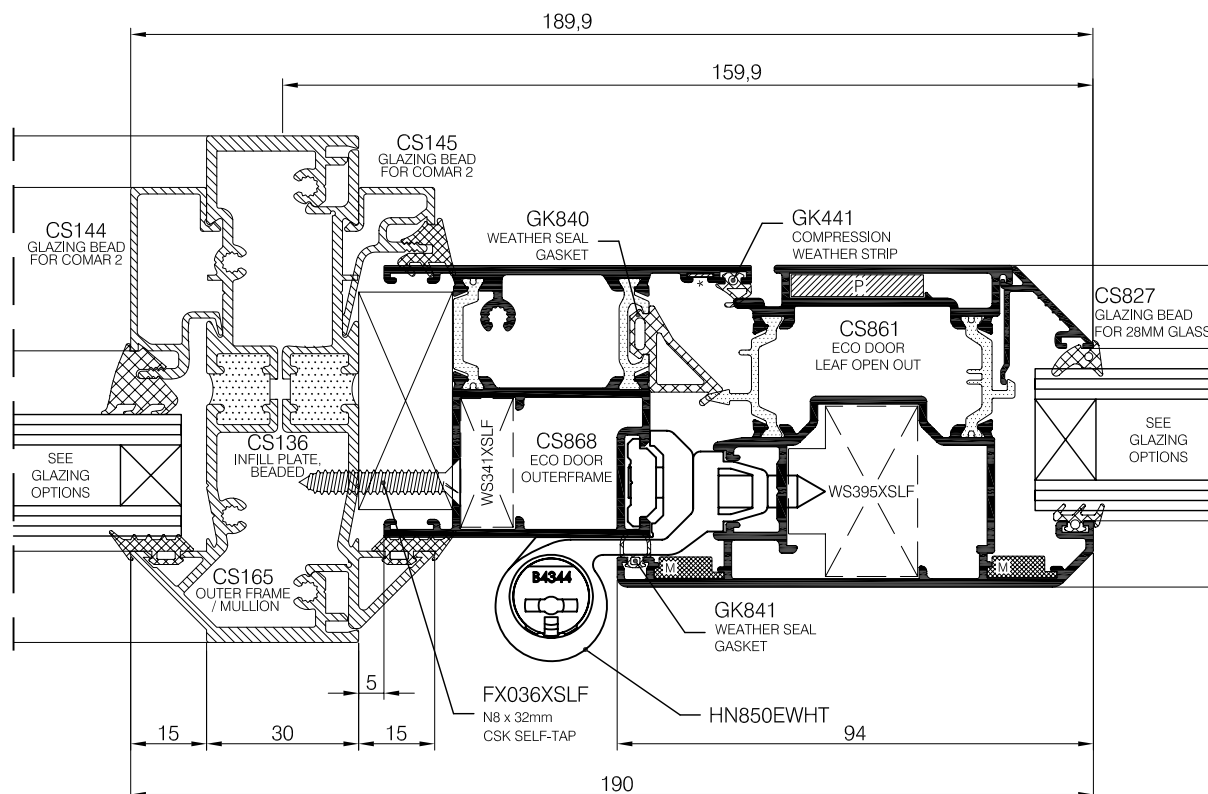 189,9
159,9
CS145
GLAZING BEAD
FOR COMAR 2
CS144
GLAZING BEAD
FOR COMAR 2
GK840
WEATHER SEAL
GASKET
GK441
COMPRESSION
WEATHER STRIP
*
P
CS827
GLAZING BEAD
FOR 28MM GLASS
CS861
ECO DOOR
LEAF OPEN OUT
SEE
GLAZING
OPTIONS
CS136
INFILL PLATE,
BEADED
WS341XSLF
CS868
ECO DOOR
OUTERFRAME
WS395XSLF
SEE
GLAZING
OPTIONS
CS165
OUTER FRAME
/ MULLION
B4344
M
M
GK841
WEATHER SEAL
GASKET
5
FX036XSLF
N8 x 32mm
CSK SELF-TAP
HN850EWHT
15
30
15
94
190